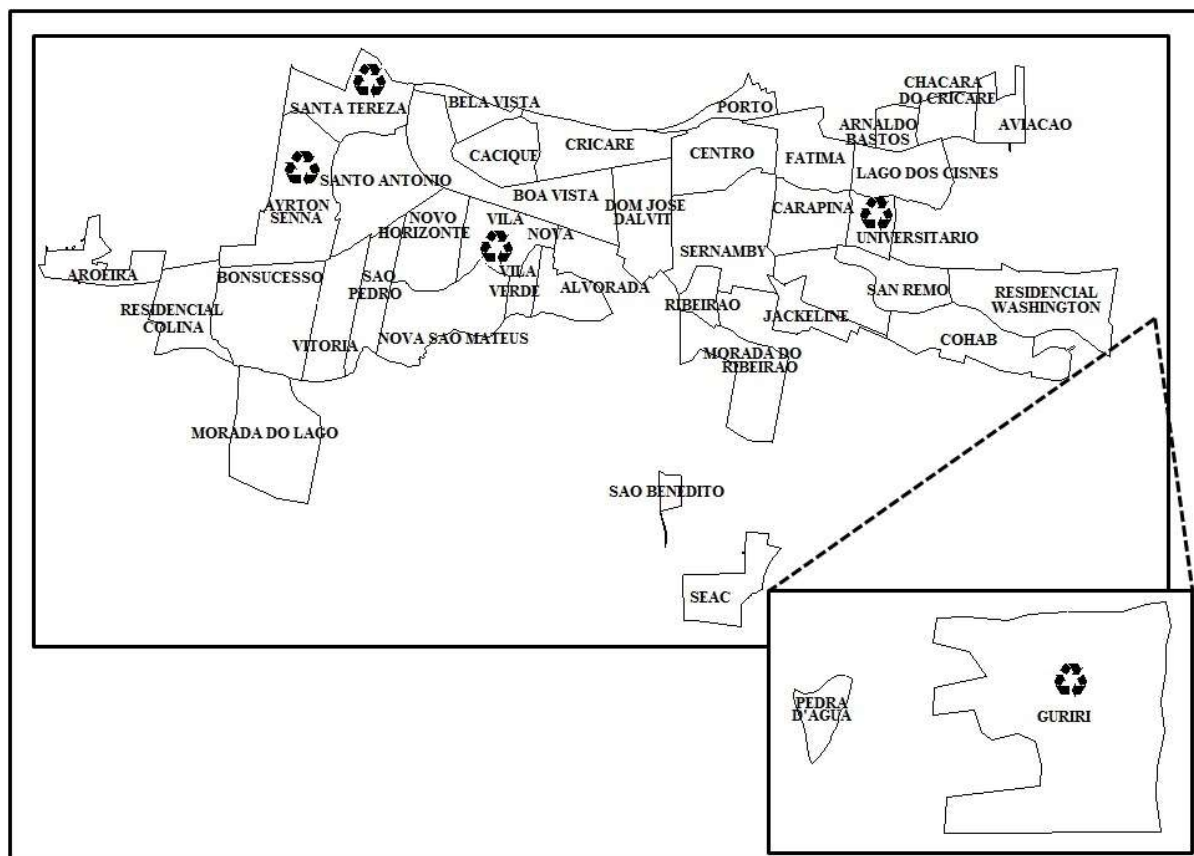 CHACARA
DO CRICARE
SANTA TEREZA
BELA VISTA
PORTO
ARNALDO
BASTOS
AVIACAO
CACIQUE
CRICARE
CENTRO
FATIMA
LAGO DOS CISNES
SANTO ANTONIO
BOA VISTA
DOM JOSE
DALVIT
CARAPINA
AYRTON
SENNA
NOVO
HORIZONTE
VILA
NOVA
UNIVERSITARIO
SERNAMBY
AROEIRA
BONSUCESSO
SAO
PEDRO
VILA
VERDE
ALVORADA
SAN REMO
RESIDENCIAL
WASHINGTON
RESIDENCIAL
COLINA
RIBEIRAO
JACKELINE
VITORIA
NOVA SAO MATEUS
COHAB
MORADA DO
RIBEIRAO
MORADA DO LAGO
SAO BENEDITO
SEAC
PEDRA
D'AGUA
GURIRI